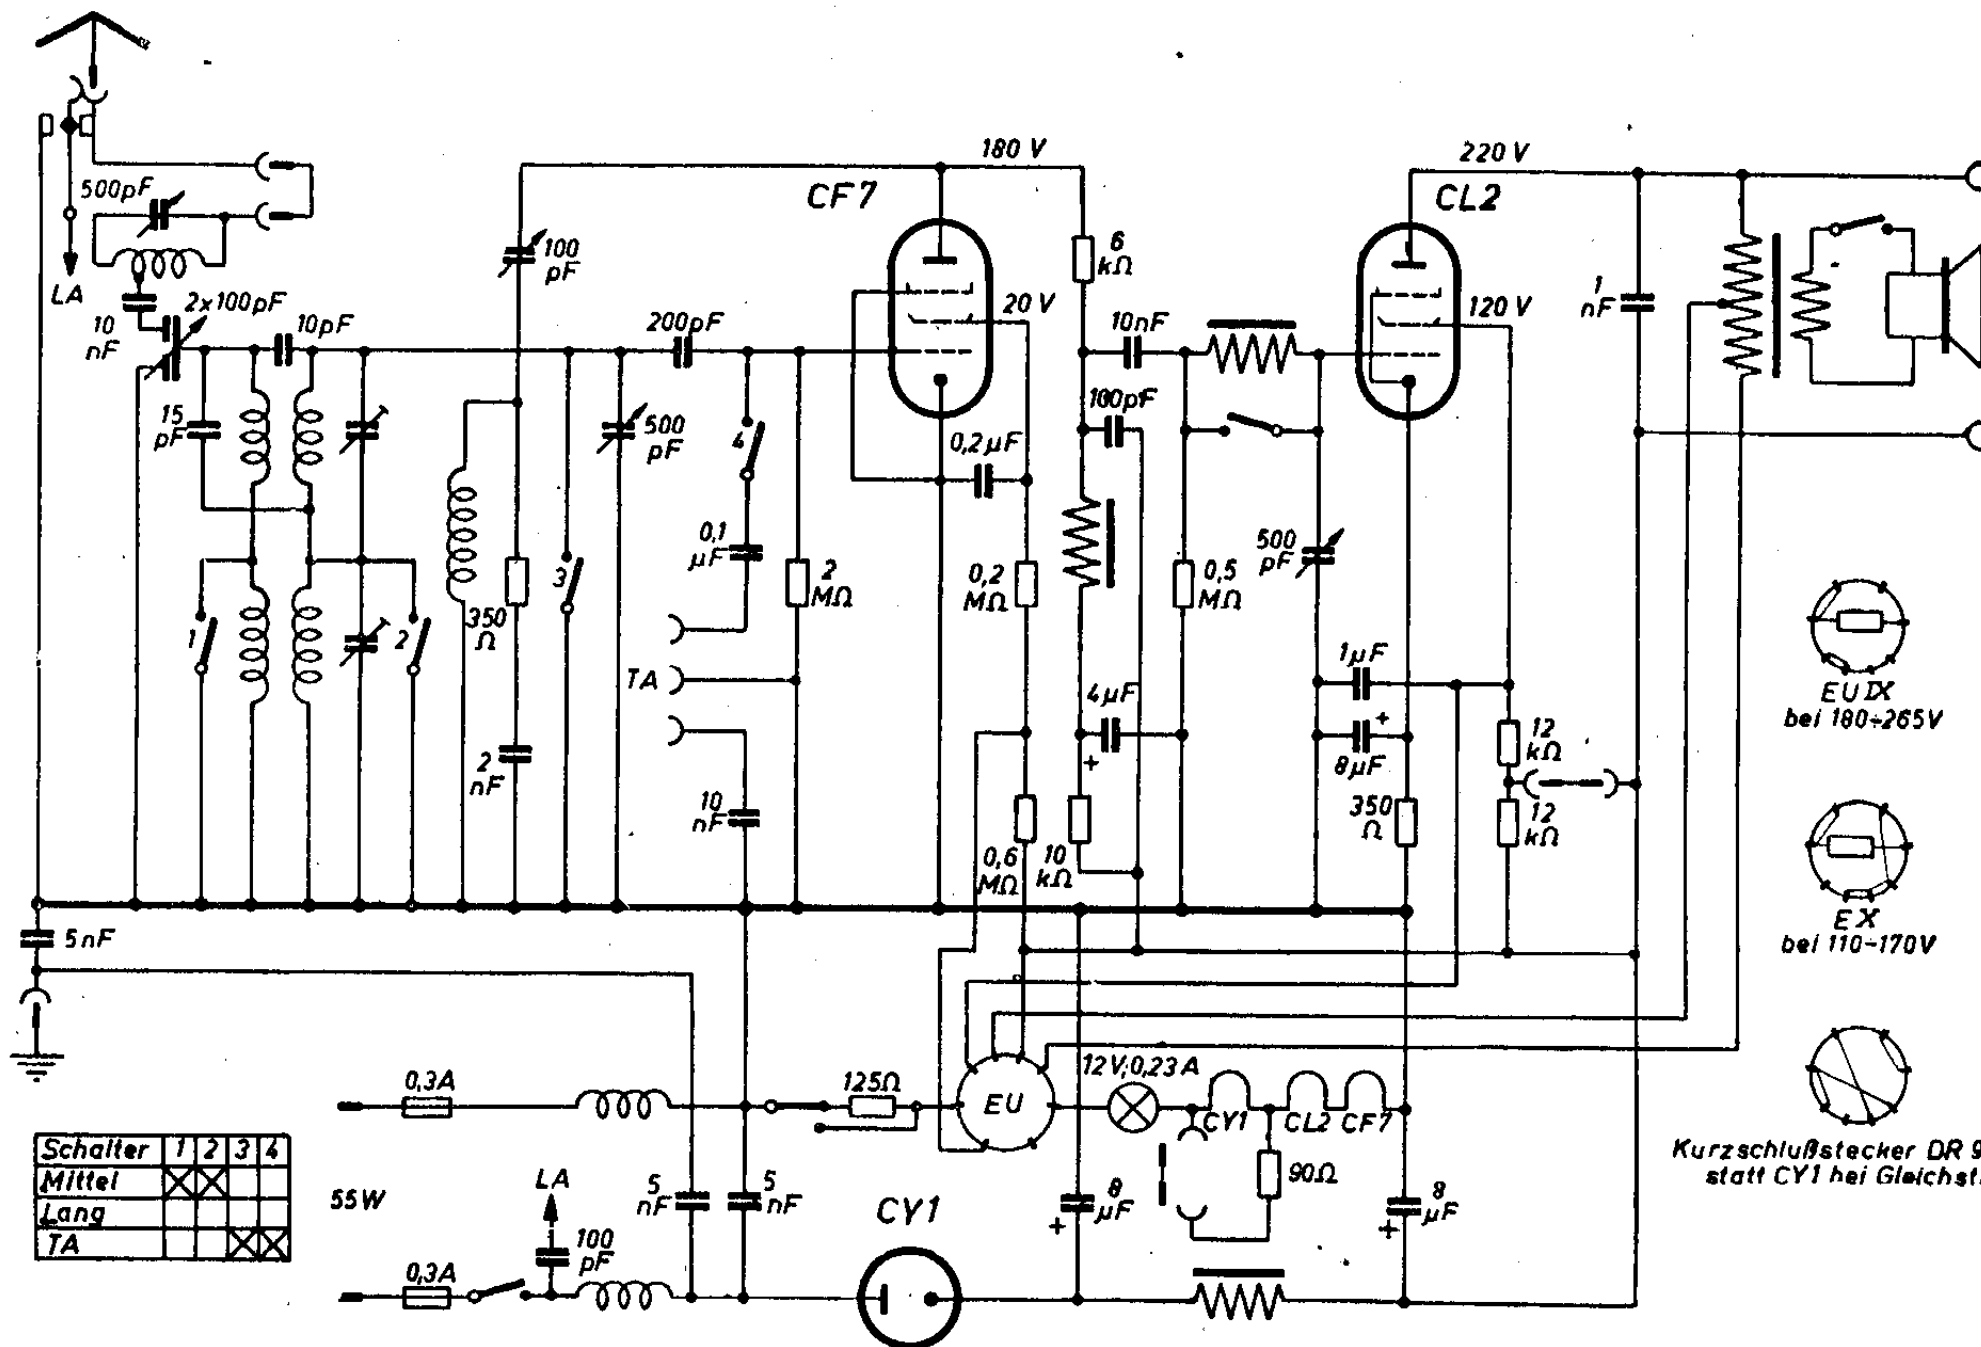 180 V
220 V
CF7
CL2
500pF
100
pF
6
kΩ
LA
2x100pF
20 V
120 V
1
nF
10
nF
10pF
200pF
10nF
15
pF
500
pF
100pF
4
0,2µF
0,1
µF
500
pF
1
2
350
Ω
3
2
MΩ
0,2
MΩ
0,5
MΩ
TA
4µF
+
1µF
+
8µF
EU IX
bei 180÷265V
12
kΩ
2
nF
10
nF
0,6
MΩ
10
kΩ
350
Ω
12
kΩ
5nF
EX
bei 110-170V
0,3A
125Ω
EU
12V;0,23A
CY1
CL2
CF7
Kurzschlußstecker DR 9
statt CY1 bei Gleichst
Schalter 1 2 3 4
Mittel
Lang
TA
55W
LA
5
nF
5
nF
CY1
8
µF
+
90Ω
8
µF
+
100
pF
0,3A